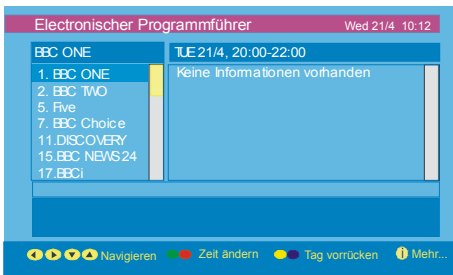 Electronischer Programmführer Wed 21/4 10:12
BBC ONE TUE 21/4, 20:00-22:00
1. BBC ONE Keine Informationen vorhanden
2. BBC TWO
5. Five
7. BBC Choice
11.DISCOVERY
15.BBC NEWS 24
17.BBCi
Navigieren Zeit ändern Tag vorrücken i Mehr...